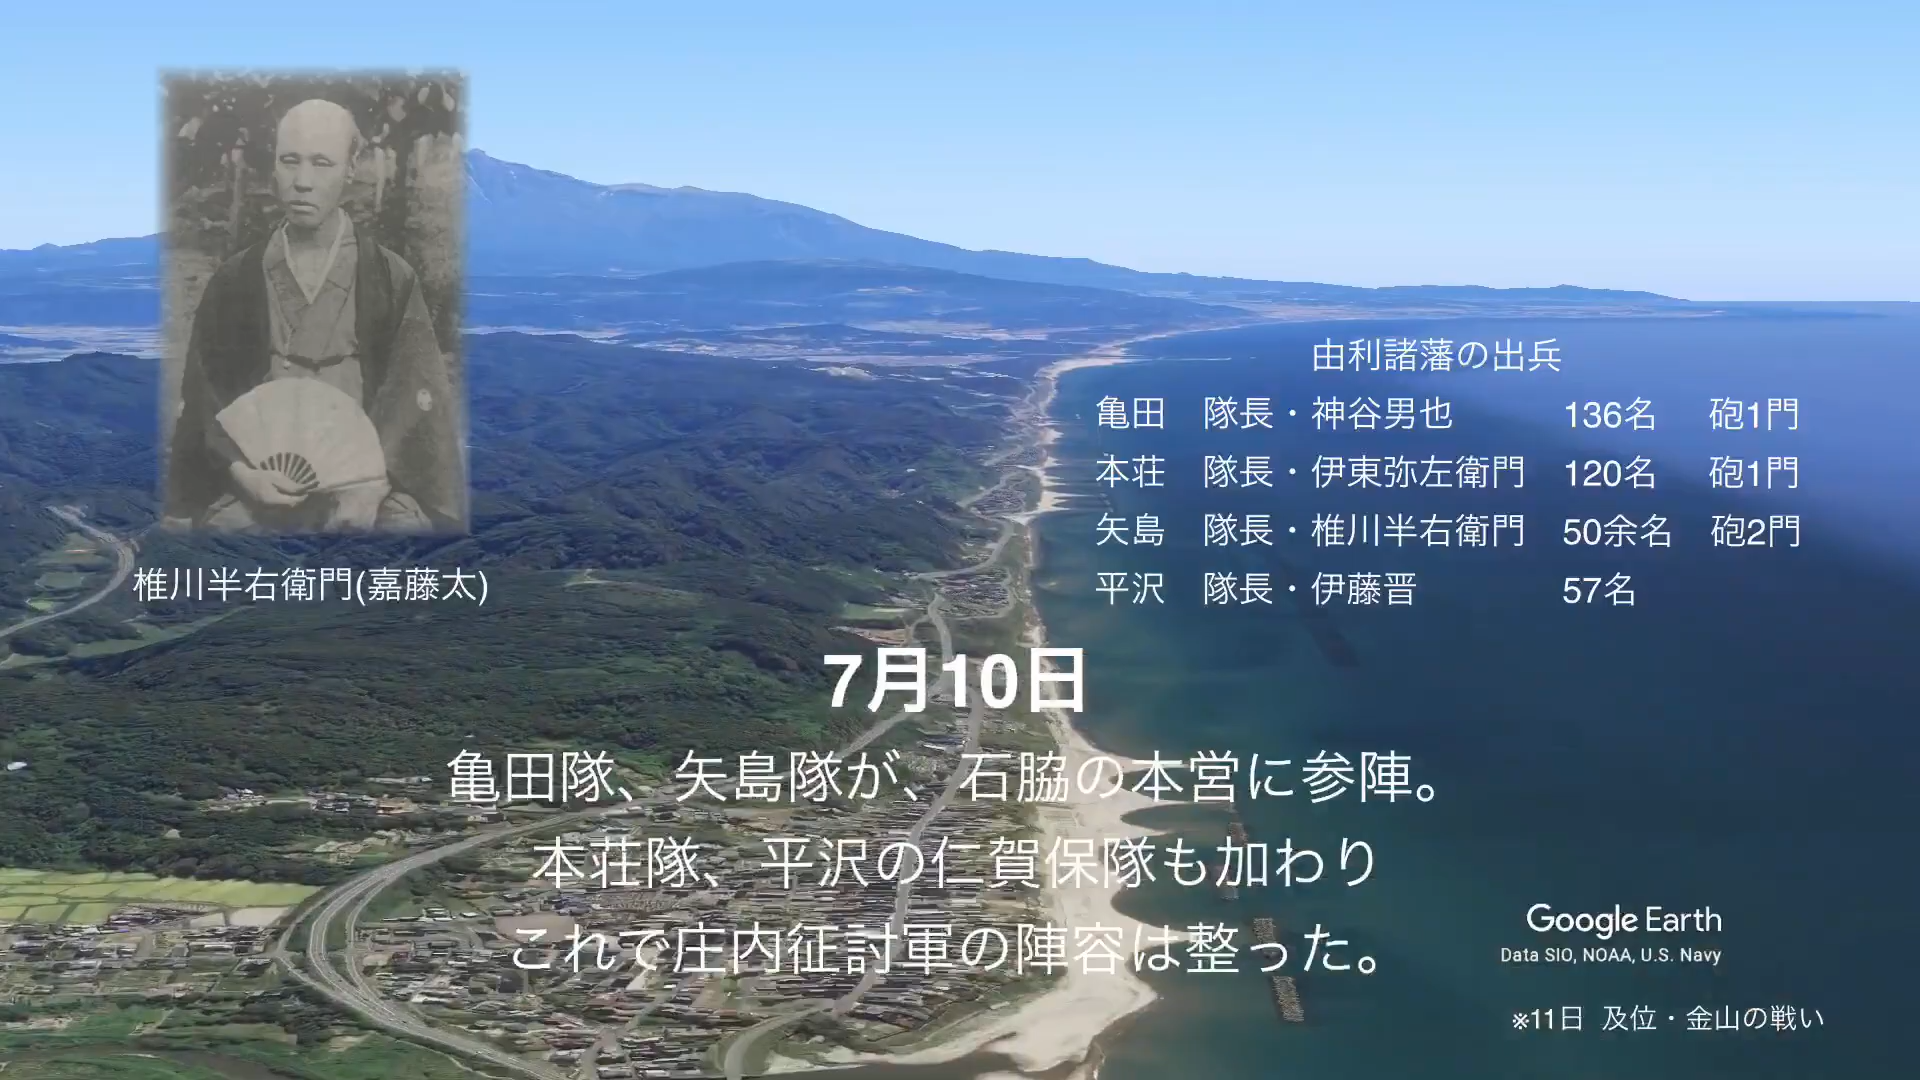 由利諸藩の出兵
亀田 隊長・神谷男也 136名 砲1門
本荘 隊長・伊東弥左衛門 120名 砲1門
矢島 隊長・椎川半右衛門 50余名 砲2門
平沢 隊長・伊藤晋 57名
椎川半右衛門(嘉藤太)
7月10日
亀田隊、矢島隊が、石脇の本営に参陣。
本荘隊、平沢の仁賀保隊も加わり
これで庄内征討軍の陣容は整った。
Google Earth
Data SIO, NOAA, U.S. Navy
※11日 及位・金山の戦い